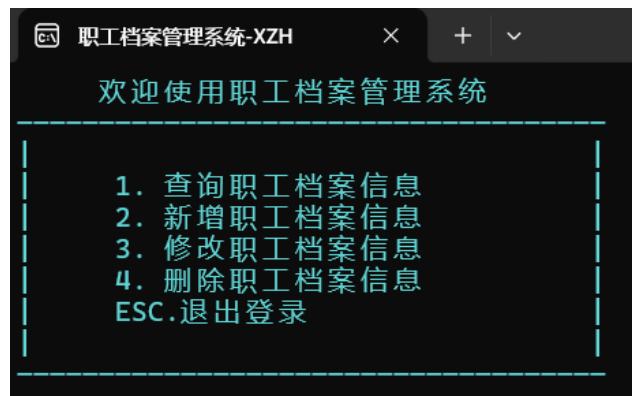 职工档案管理系统-XZH
欢迎使用职工档案管理系统
1. 查询职工档案信息
2. 新增职工档案信息
3. 修改职工档案信息
4. 删除职工档案信息
ESC.退出登录